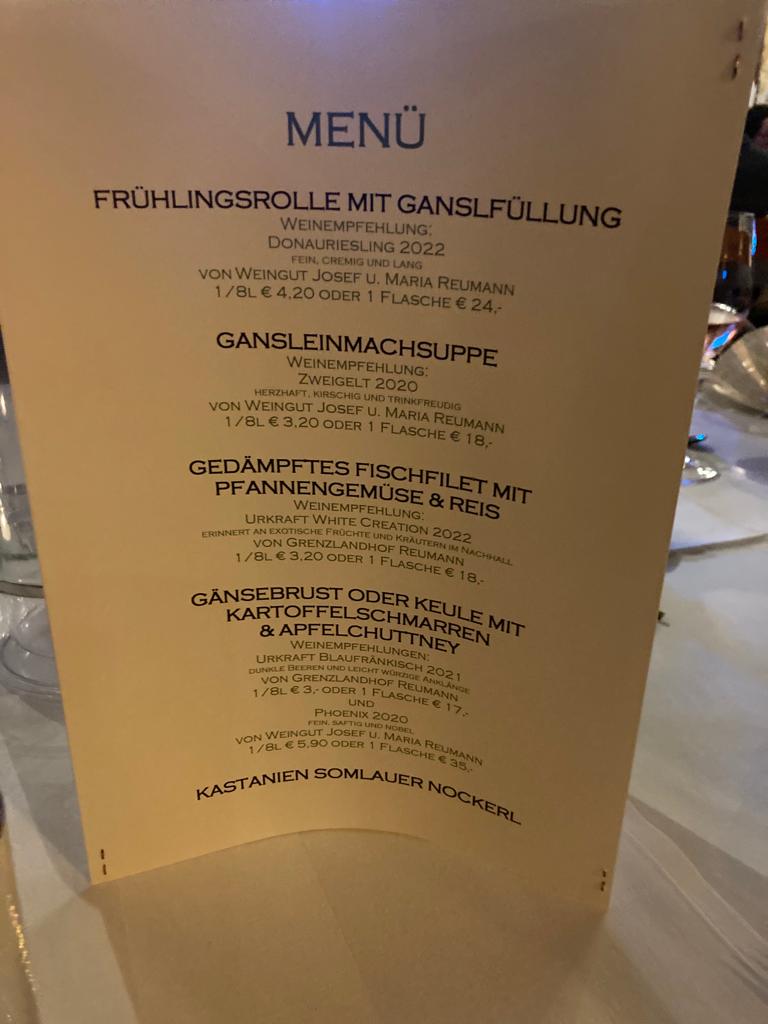 MENÜ
FRÜHLINGSROLLE MIT GANSLFÜLLUNG
WEINEMPFEHLUNG:
DONAURIESLING 2022
FEIN, CREMIG UND LANG
VON WEINGUT JOSEF U. MARIA REUMANN
1/8L € 4,20 ODER 1 FLASCHE € 24,-
GANSLEINMACHSUPPE
WEINEMPFEHLUNG:
ZWEIGELT 2020
HERZHAFT, KIRSCHIG UND TRINKFREUDIG
VON WEINGUT JOSEF U. MARIA REUMANN
1/8L € 3,20 ODER 1 FLASCHE € 18,-
GEDÄMPFTES FISCHFILET MIT
PFANNENGEMÜSE & REIS
WEINEMPFEHLUNG:
URKRAFT WHITE CREATION 2022
ERINNERT AN EXOTISCHE FRÜCHTE UND KRÄUTERN IM NACHHALL
VON GRENZLANDHOF REUMANN
1/8L € 3,20 ODER 1 FLASCHE € 18,-
GÄNSEBRUST ODER KEULE MIT
KARTOFFELSCHMARREN
& APFELCHUTTNEY
WEINEMPFEHLUNGEN:
URKRAFT BLAUFRÄNKISCH 2021
DUNKLE BEEREN UND LEICHT WÜRZIGE ANKLÄNGE
VON GRENZLANDHOF REUMANN
1/8L € 3,- ODER 1 FLASCHE € 17,-
UND
PHOENIX 2020
FEIN, SAFTIG UND NOBEL
VON WEINGUT JOSEF U. MARIA REUMANN
1/8L € 5,90 ODER 1 FLASCHE € 35,-
KASTANIEN SOMLAUER NOCKERL